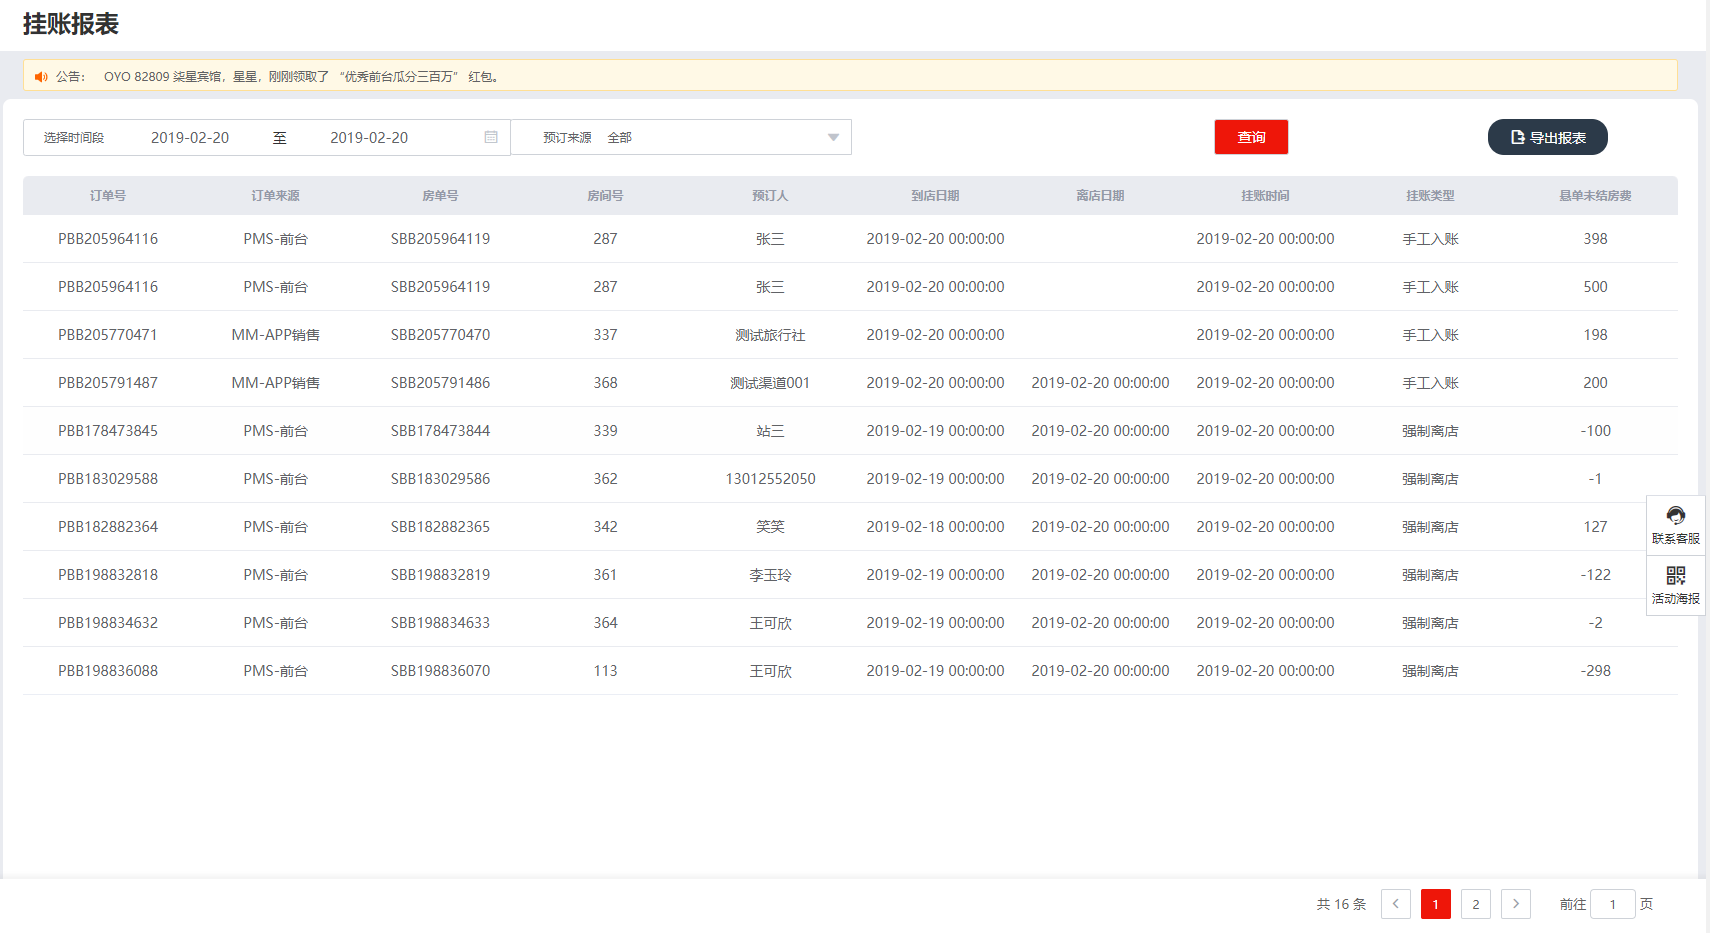 挂账报表
公告： OYO 82809 柒星宾馆，星星，刚刚领取了 “优秀前台瓜分三百万” 红包。
选择时间段 2019-02-20 至 2019-02-20 预订来源 全部 查询 导出报表
订单号 订单来源 房单号 房间号 预订人 到店日期 离店日期 挂账时间 挂账类型 悬单未结房费
PBB205964116 PMS-前台 SBB205964119 287 张三 2019-02-20 00:00:00 2019-02-20 00:00:00 手工入账 398
PBB205964116 PMS-前台 SBB205964119 287 张三 2019-02-20 00:00:00 2019-02-20 00:00:00 手工入账 500
PBB205770471 MM-APP销售 SBB205770470 337 测试旅行社 2019-02-20 00:00:00 2019-02-20 00:00:00 手工入账 198
PBB205791487 MM-APP销售 SBB205791486 368 测试渠道001 2019-02-20 00:00:00 2019-02-20 00:00:00 2019-02-20 00:00:00 手工入账 200
PBB178473845 PMS-前台 SBB178473844 339 站三 2019-02-19 00:00:00 2019-02-20 00:00:00 2019-02-20 00:00:00 强制离店 -100
PBB183029588 PMS-前台 SBB183029586 362 13012552050 2019-02-19 00:00:00 2019-02-20 00:00:00 2019-02-20 00:00:00 强制离店 -1
PBB182882364 PMS-前台 SBB182882365 342 笑笑 2019-02-18 00:00:00 2019-02-20 00:00:00 2019-02-20 00:00:00 强制离店 127
联系客服
PBB198832818 PMS-前台 SBB198832819 361 李玉玲 2019-02-19 00:00:00 2019-02-20 00:00:00 2019-02-20 00:00:00 强制离店 -122
活动海报
PBB198834632 PMS-前台 SBB198834633 364 王可欣 2019-02-19 00:00:00 2019-02-20 00:00:00 2019-02-20 00:00:00 强制离店 -2
PBB198836088 PMS-前台 SBB198836070 113 王可欣 2019-02-19 00:00:00 2019-02-20 00:00:00 2019-02-20 00:00:00 强制离店 -298
共 16 条 1 2 前往 1 页